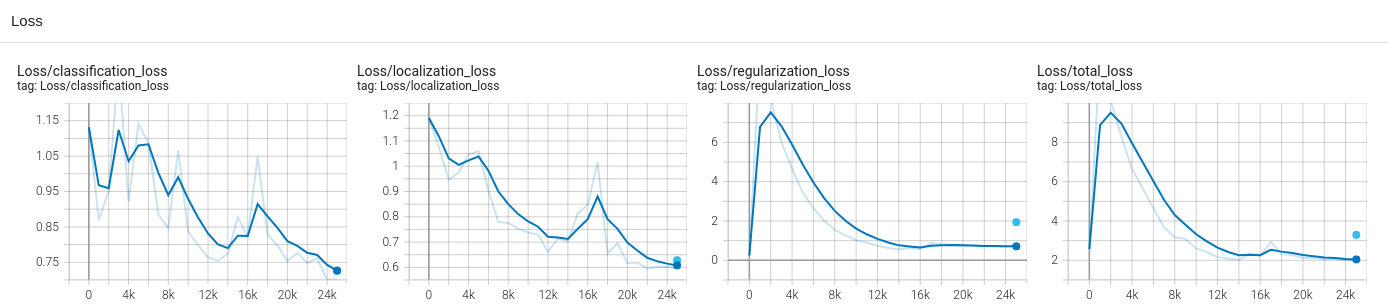 Loss
Loss/classification_loss
tag: Loss/classification_loss
1.15
1.05
0.95
0.85
0.75
0 4k 8k 12k 16k 20k 24k
Loss/localization_loss
tag: Loss/localization_loss
1.2
1.1
1
0.9
0.8
0.7
0.6
0 4k 8k 12k 16k 20k 24k
Loss/regularization_loss
tag: Loss/regularization_loss
6
4
2
0
0 4k 8k 12k 16k 20k 24k
Loss/total_loss
tag: Loss/total_loss
8
6
4
2
0 4k 8k 12k 16k 20k 24k